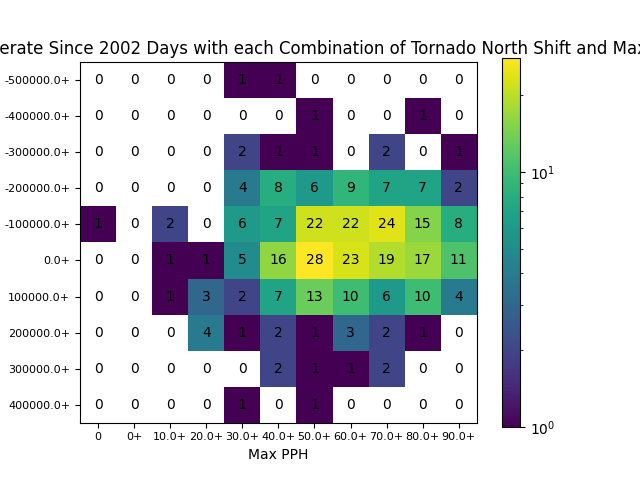 erate Since 2002 Days with each Combination of Tornado North Shift and Max
-500000.0+ 0 0 0 0 1 1 0 0 0 0 0
-400000.0+ 0 0 0 0 0 0 1 0 0 1 0
-300000.0+ 0 0 0 0 2 1 1 0 2 0 1
-200000.0+ 0 0 0 0 4 8 6 9 7 7 2
-100000.0+ 1 0 2 0 6 7 22 22 24 15 8
0.0+ 0 0 1 1 5 16 28 23 19 17 11
100000.0+ 0 0 1 3 2 7 13 10 6 10 4
200000.0+ 0 0 0 4 1 2 1 3 2 1 0
300000.0+ 0 0 0 0 0 2 1 1 2 0 0
400000.0+ 0 0 0 0 1 0 1 0 0 0 0
0 0+ 10.0+ 20.0+ 30.0+ 40.0+ 50.0+ 60.0+ 70.0+ 80.0+ 90.0+
Max PPH
10¹
10⁰